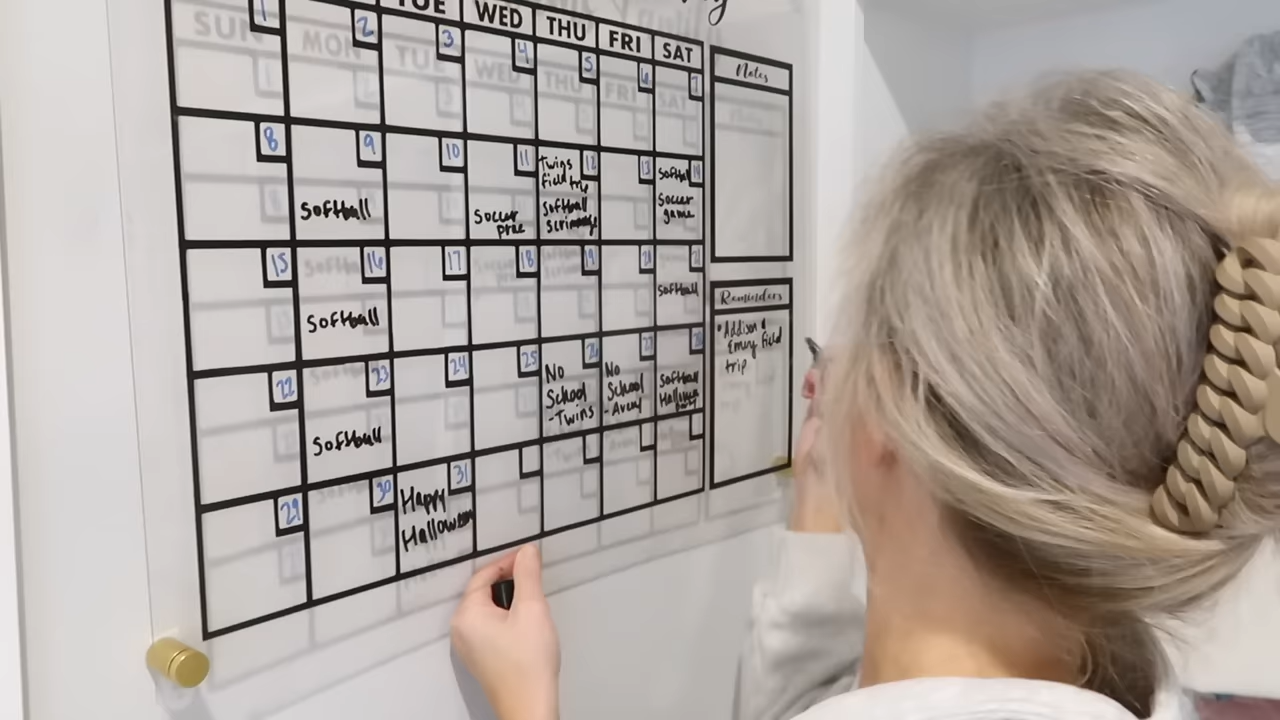 SUN MON TUE WED THU FRI SAT
1 2 3 4 5 6 7
Notes
8 9 10 11 12 13 14
Softball
Soccer
prac
Twins
field trip
Softball
scrimmage
Softball
Soccer
game
15 16 17 18 19 20 21
Softball
Softball
Reminders
• Addison &
Emery field
trip
22 23 24 25 26 27 28
Softball
No
School
-Twins
No
School
-Avery
Softball
Halloween
party
29 30 31
Happy
Halloween